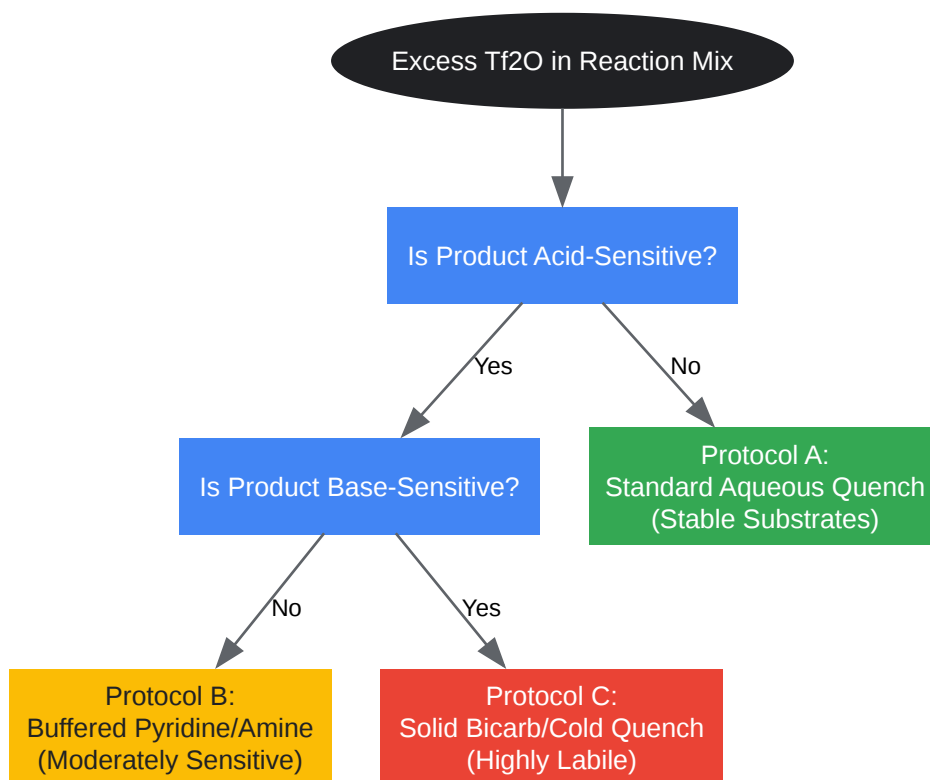 Excess Tf2O in Reaction Mix
Is Product Acid-Sensitive?
Yes
No
Is Product Base-Sensitive?
Protocol A:
Standard Aqueous Quench
(Stable Substrates)
No
Yes
Protocol B:
Buffered Pyridine/Amine
(Moderately Sensitive)
Protocol C:
Solid Bicarb/Cold Quench
(Highly Labile)